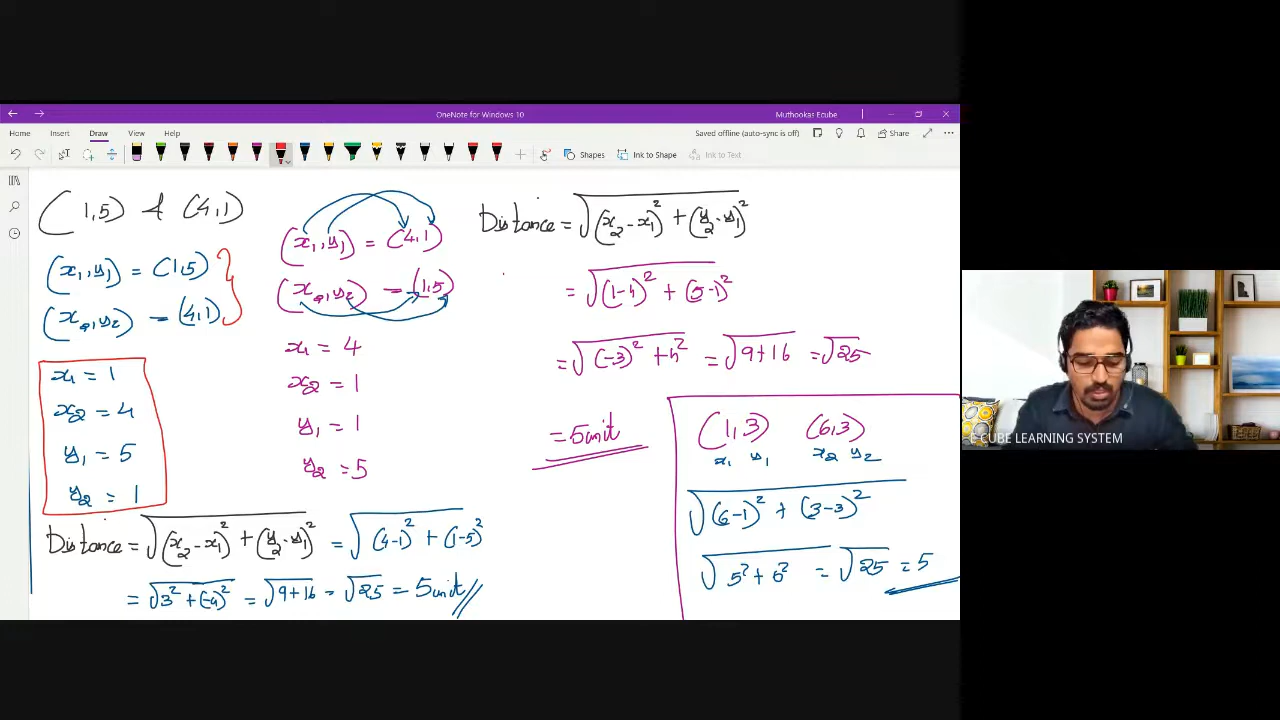 OneNote for Windows 10
Muthookas Ecube
Home Insert Draw View Help
Saved offline (auto-sync is off)
Share
Shapes
Ink to Shape
Ink to Text
(1,5) & (4,1)
(x₁,y₁) = (1,5)
(x₂,y₂) = (4,1)
x₁ = 1
x₂ = 4
y₁ = 5
y₂ = 1
Distance = √(x₂-x₁)² + (y₂-y₁)² = √(4-1)² + (1-5)²
= √3² + (-4)² = √9+16 = √25 = 5unit
(x₁,y₁) = (4,1)
(x₂,y₂) = (1,5)
x₁ = 4
x₂ = 1
y₁ = 1
y₂ = 5
Distance = √(x₂-x₁)² + (y₂-y₁)²
= √(1-4)² + (5-1)²
= √(-3)² + 4² = √9+16 = √25
= 5unit
(1,3) (6,3)
x₁ y₁ x₂ y₂
√(6-1)² + (3-3)²
√5² + 0² = √25 = 5
E CUBE LEARNING SYSTEM